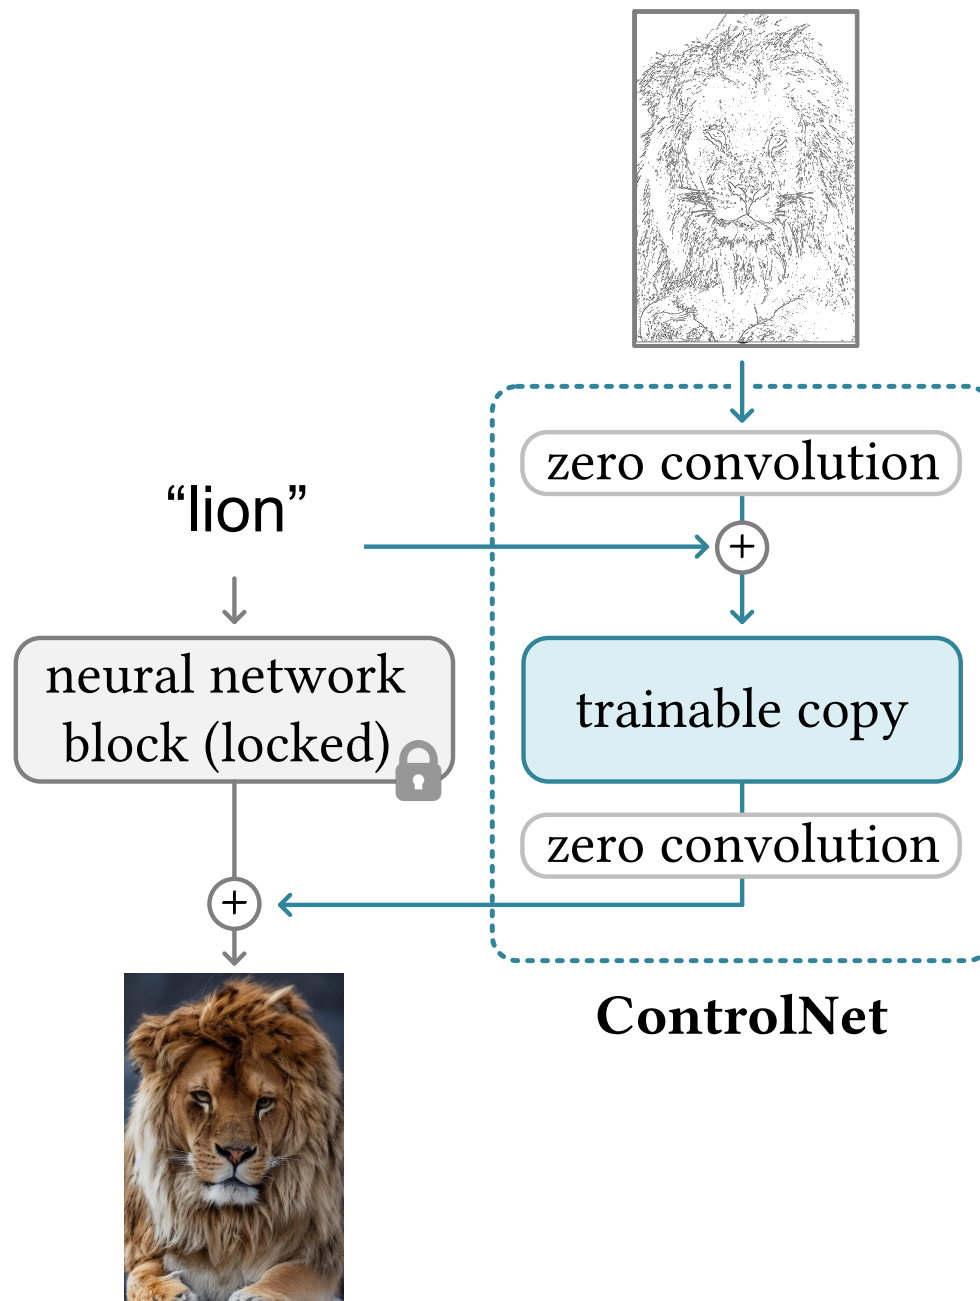 zero convolution
“lion”
+
neural network
block (locked)
trainable copy
zero convolution
+
ControlNet